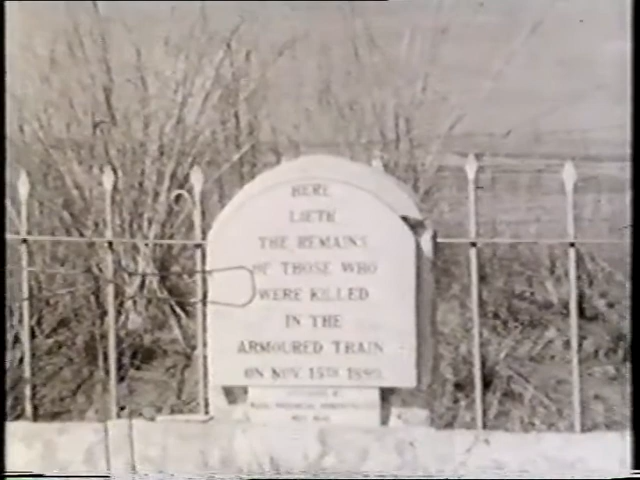 HERE
LIETH
THE REMAINS
OF THOSE WHO
WERE KILLED
IN THE
ARMOURED TRAIN
ON NOV. 15TH 1899.